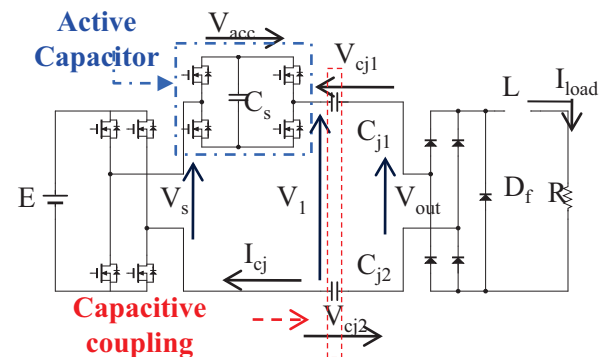 Active
Capacitor
V_acc
V_cj1
C_s
C_j1
L
I_load
E
V_s
V_1
V_out
D_f
R
I_cj
C_j2
Capacitive
coupling
V_cj2